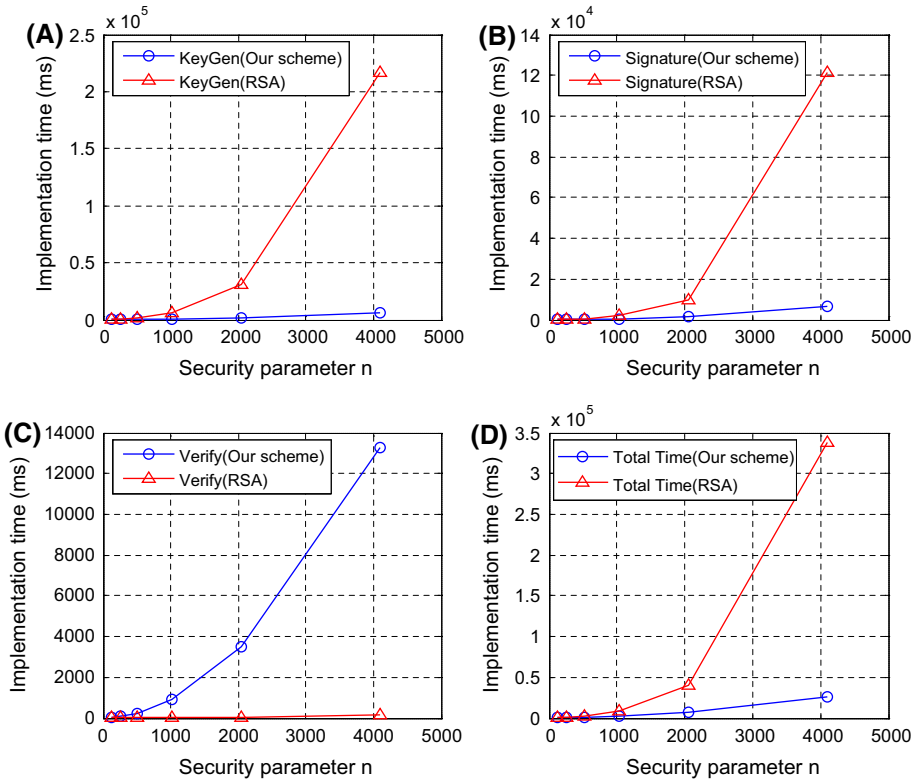 (A)
x 10^5
Implementation time (ms)
2.5
2
1.5
1
0.5
0
KeyGen(Our scheme)
KeyGen(RSA)
0 1000 2000 3000 4000 5000
Security parameter n
(B)
x 10^4
Implementation time (ms)
14
12
10
8
6
4
2
0
Signature(Our scheme)
Signature(RSA)
0 1000 2000 3000 4000 5000
Security parameter n
(C)
Implementation time (ms)
14000
12000
10000
8000
6000
4000
2000
0
Verify(Our scheme)
Verify(RSA)
0 1000 2000 3000 4000 5000
Security parameter n
(D)
x 10^5
Implementation time (ms)
3.5
3
2.5
2
1.5
1
0.5
0
Total Time(Our scheme)
Total Time(RSA)
0 1000 2000 3000 4000 5000
Security parameter n